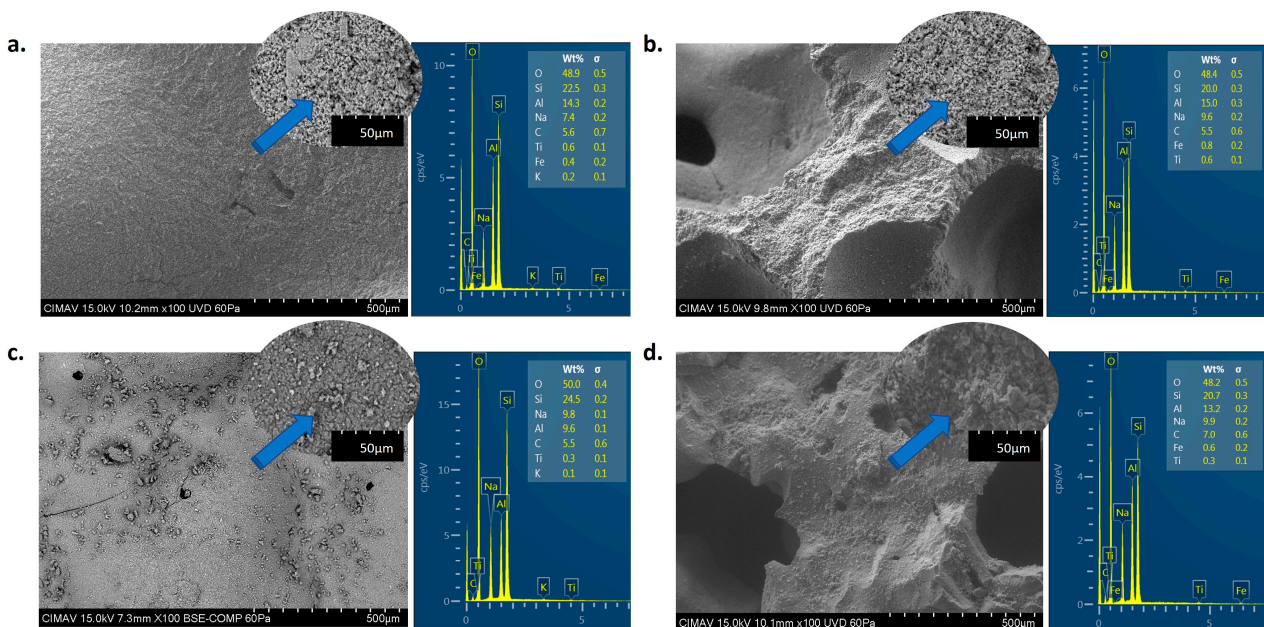 a.
50µm
CIMAV 15.0kV 10.2mm x100 UVD 60Pa 500µm
cps/eV
10
5
0
O
Si
Al
Na
C
Ti
Fe
K
Ti
Fe
0 5
Wt% σ
O 48.9 0.5
Si 22.5 0.3
Al 14.3 0.2
Na 7.4 0.2
C 5.6 0.7
Ti 0.6 0.1
Fe 0.4 0.2
K 0.2 0.1
b.
50µm
CIMAV 15.0kV 9.8mm X100 UVD 60Pa 500µm
cps/eV
6
4
2
0
O
Si
Al
Na
Ti
C
Fe
Ti
Fe
0 5
Wt% σ
O 48.4 0.5
Si 20.0 0.3
Al 15.0 0.3
Na 9.6 0.2
C 5.5 0.6
Fe 0.8 0.2
Ti 0.6 0.1
c.
50µm
CIMAV 15.0kV 7.3mm X100 BSE-COMP 60Pa 500µm
cps/eV
15
10
5
0
O
Si
Na
Al
Ti
C
K
Ti
0 5
Wt% σ
O 50.0 0.4
Si 24.5 0.2
Na 9.8 0.1
Al 9.6 0.1
C 5.5 0.6
Ti 0.3 0.1
K 0.1 0.1
d.
50µm
CIMAV 15.0kV 10.1mm x100 UVD 60Pa 500µm
cps/eV
6
4
2
0
O
Si
Al
Na
Ti
C
Fe
Ti
Fe
0 5
Wt% σ
O 48.2 0.5
Si 20.7 0.3
Al 13.2 0.2
Na 9.9 0.2
C 7.0 0.6
Fe 0.6 0.2
Ti 0.3 0.1